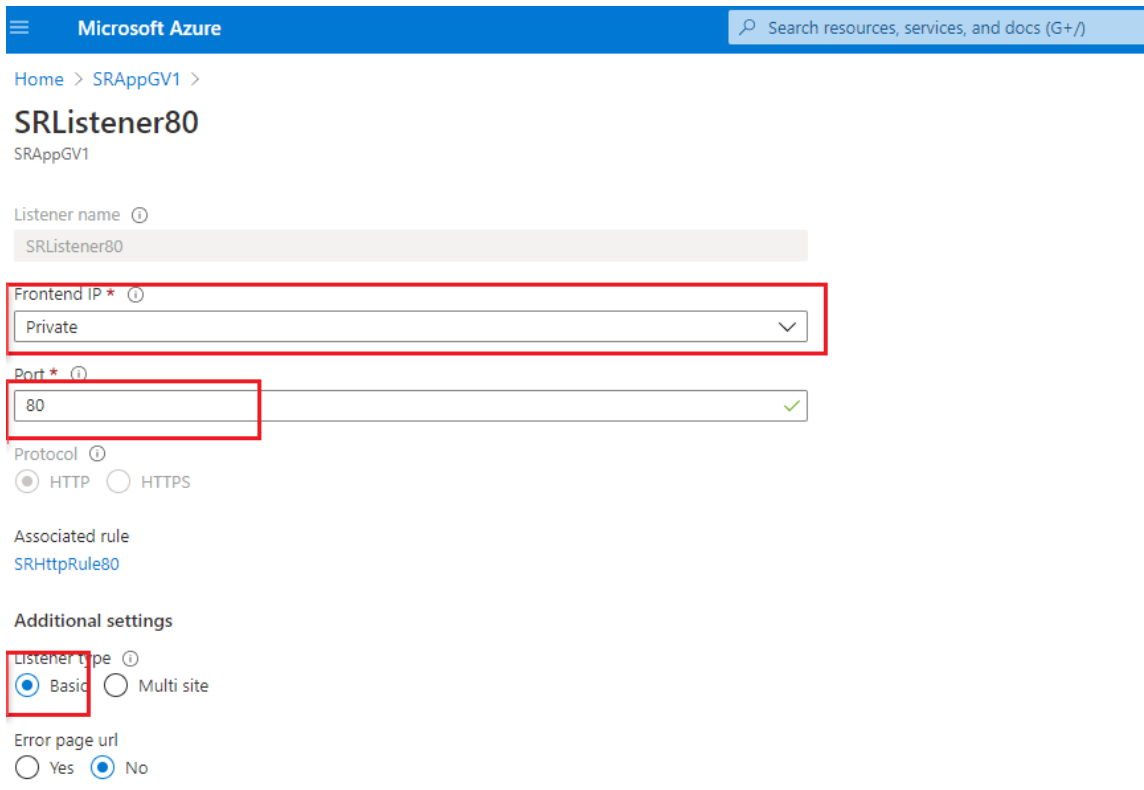 Microsoft Azure
Search resources, services, and docs (G+/)
Home > SRAppGV1 >
SRListener80
SRAppGV1
Listener name
SRListener80
Frontend IP *
Private
Port *
80
Protocol
HTTP HTTPS
Associated rule
SRHttpRule80
Additional settings
Listener type
Basic Multi site
Error page url
Yes No